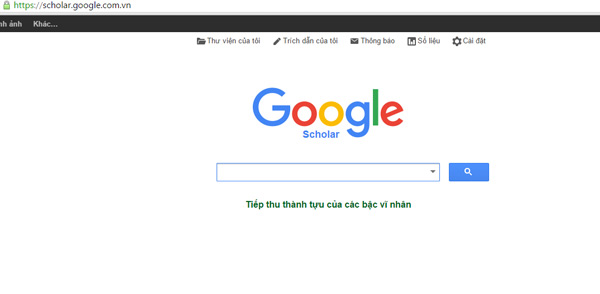 https://scholar.google.com.vn
nh ảnh Khác...
Thư viện của tôi Trích dẫn của tôi Thông báo Số liệu Cài đặt
Google
Scholar
Tiếp thu thành tựu của các bậc vĩ nhân